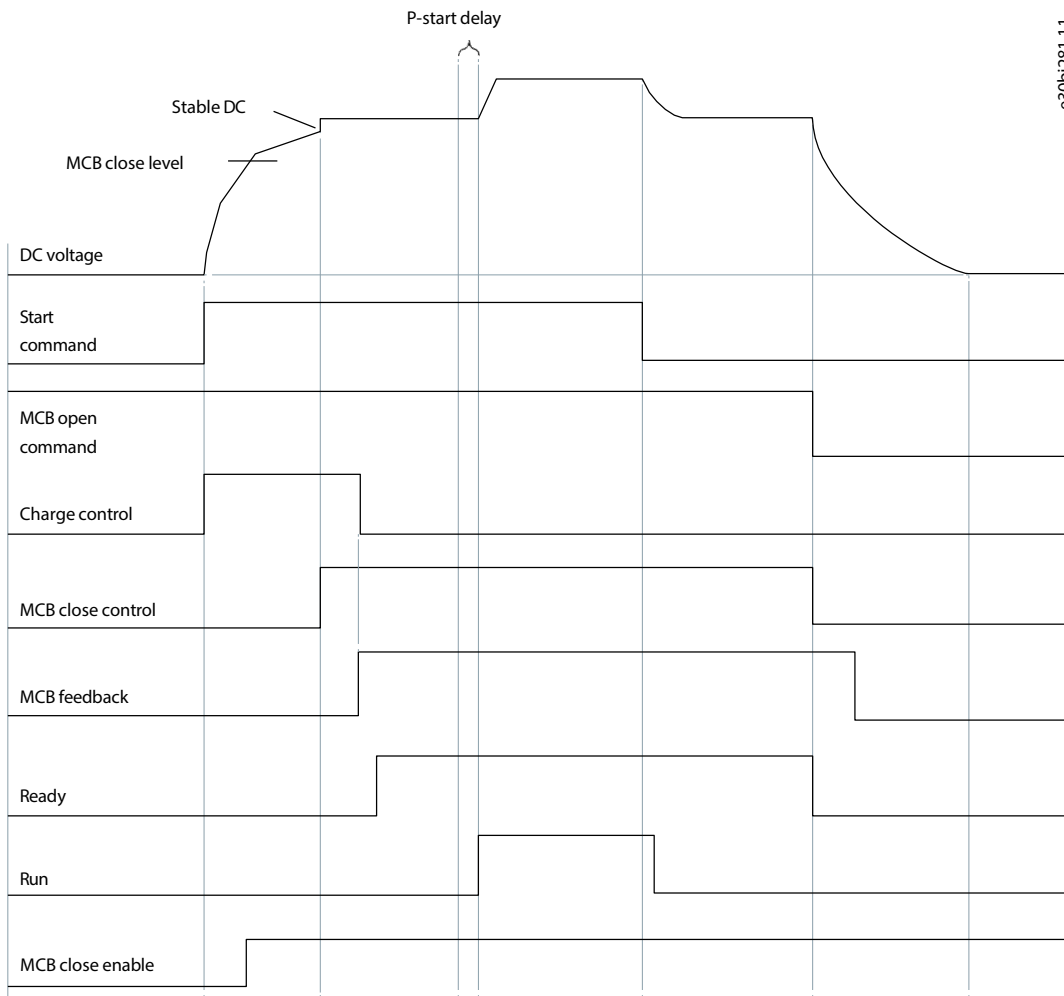 P-start delay
Stable DC
MCB close level
DC voltage
Start
command
MCB open
command
Charge control
MCB close control
MCB feedback
Ready
Run
MCB close enable